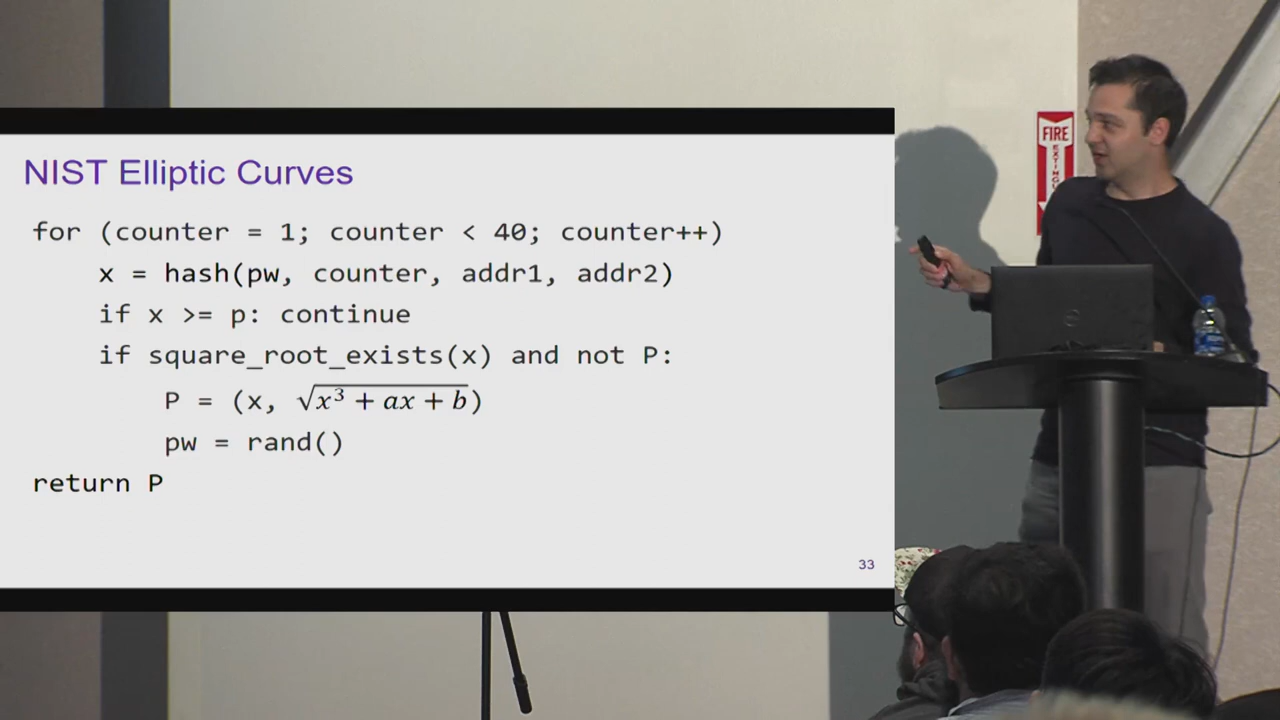 NIST Elliptic Curves
for (counter = 1; counter < 40; counter++)
x = hash(pw, counter, addr1, addr2)
if x >= p: continue
if square_root_exists(x) and not P:
P = (x, √x³ + ax + b)
pw = rand()
return P
33
FIRE